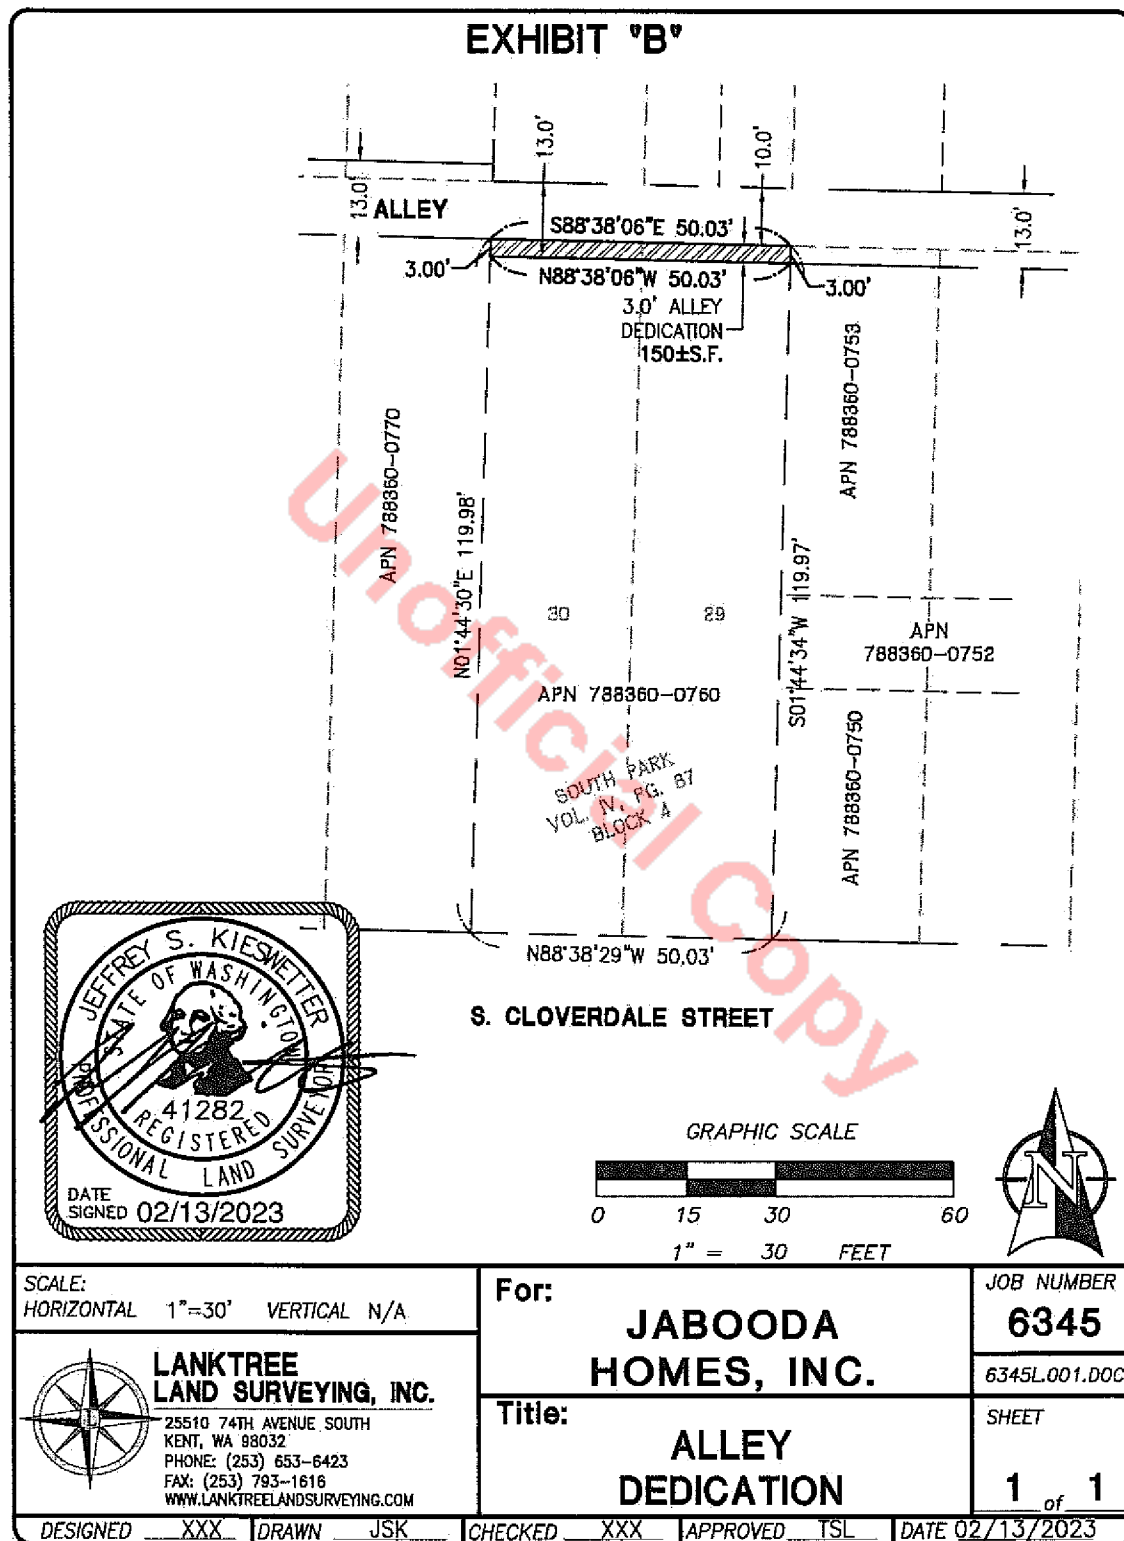 EXHIBIT "B"
13.0'
10.0'
13.0'
ALLEY
13.0'
S88°38'06"E 50.03'
3.00'
N88°38'06"W 50.03'
3.00'
3.0' ALLEY
DEDICATION
150±S.F.
APN 788360-0770
N01°44'30"E 119.98'
30
29
APN 788360-0760
SOUTH PARK
VOL. IV, PG. 87
BLOCK 4
S01°44'34"W 119.97'
APN 788360-0753
APN
788360-0752
APN 788360-0750
N88°38'29"W 50.03'
S. CLOVERDALE STREET
Unofficial Copy
JEFFREY S. KIESWETTER
STATE OF WASHINGTON
41282
REGISTERED
PROFESSIONAL LAND SURVEYOR
DATE
SIGNED 02/13/2023
GRAPHIC SCALE
0 15 30 60
1" = 30 FEET
N
SCALE:
HORIZONTAL 1"=30' VERTICAL N/A
LANKTREE
LAND SURVEYING, INC.
25510 74TH AVENUE SOUTH
KENT, WA 98032
PHONE: (253) 653-6423
FAX: (253) 793-1616
WWW.LANKTREELANDSURVEYING.COM
L
For:
JABOODA
HOMES, INC.
Title:
ALLEY
DEDICATION
JOB NUMBER
6345
6345L.001.DOC
SHEET
1 of 1
DESIGNED XXX DRAWN JSK CHECKED XXX APPROVED TSL DATE 02/13/2023